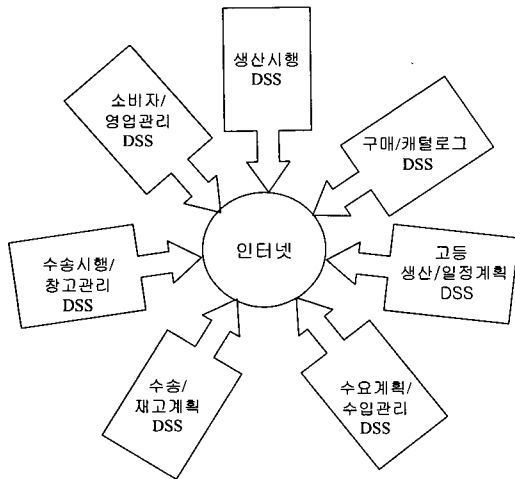 생산시행
DSS
소비자/
영업관리
DSS
구매/캐털로그
DSS
인터넷
수송시행/
창고관리
DSS
고등
생산/일정계획
DSS
수송/
재고계획
DSS
수요계획/
수입관리
DSS